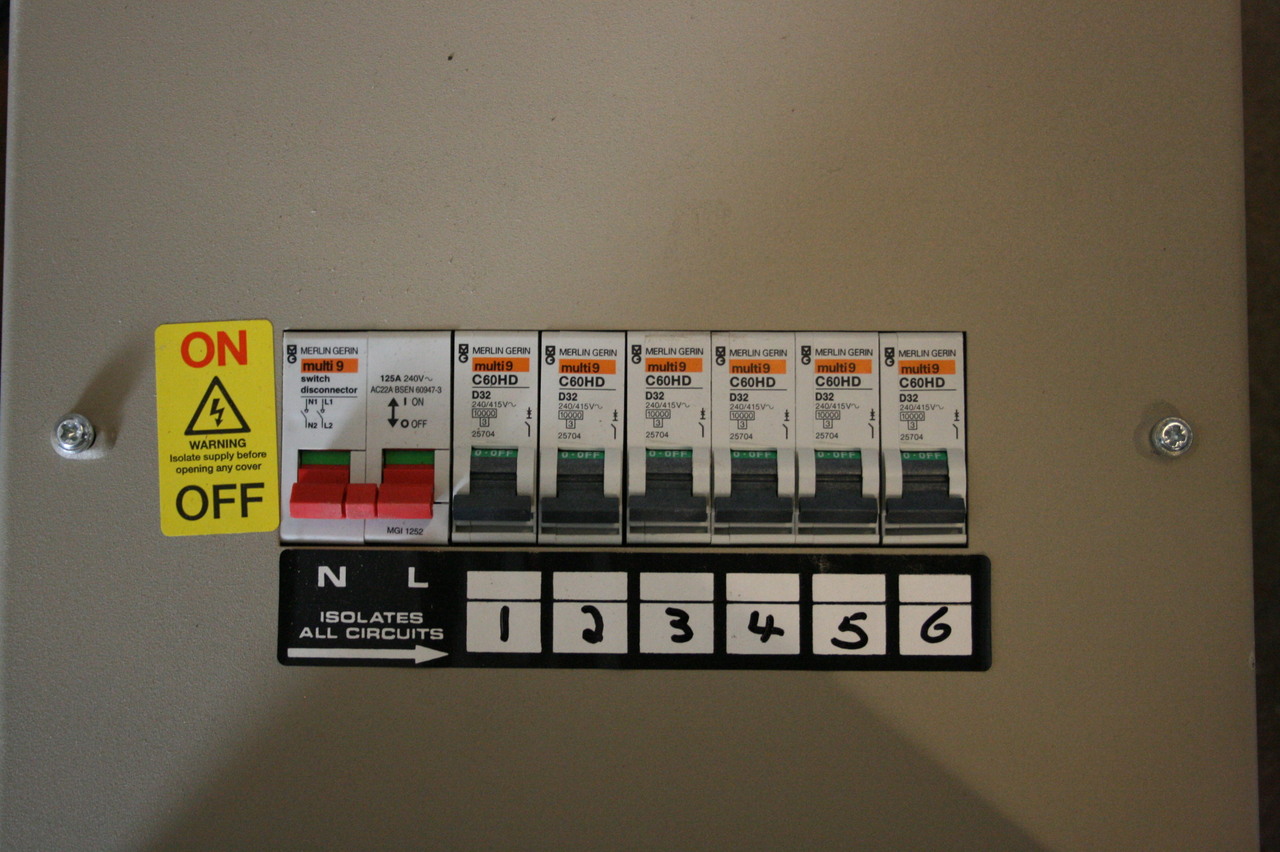 ON
WARNING
Isolate supply before
opening any cover
OFF
MERLIN GERIN
multi 9
switch
disconnector
N1 L1
N2 L2
125A 240V~
AC22A BSEN 60947-3
I ON
O OFF
MGI 1252
MERLIN GERIN
multi 9
C60HD
D32
240/415V~
10000
3
25704
O·OFF
MERLIN GERIN
multi 9
C60HD
D32
240/415V~
10000
3
25704
O·OFF
MERLIN GERIN
multi 9
C60HD
D32
240/415V~
10000
3
25704
O·OFF
MERLIN GERIN
multi 9
C60HD
D32
240/415V~
10000
3
25704
O·OFF
MERLIN GERIN
multi 9
C60HD
D32
240/415V~
10000
3
25704
O·OFF
MERLIN GERIN
multi 9
C60HD
D32
240/415V~
10000
3
25704
O·OFF
N L
ISOLATES
ALL CIRCUITS
1 2 3 4 5 6